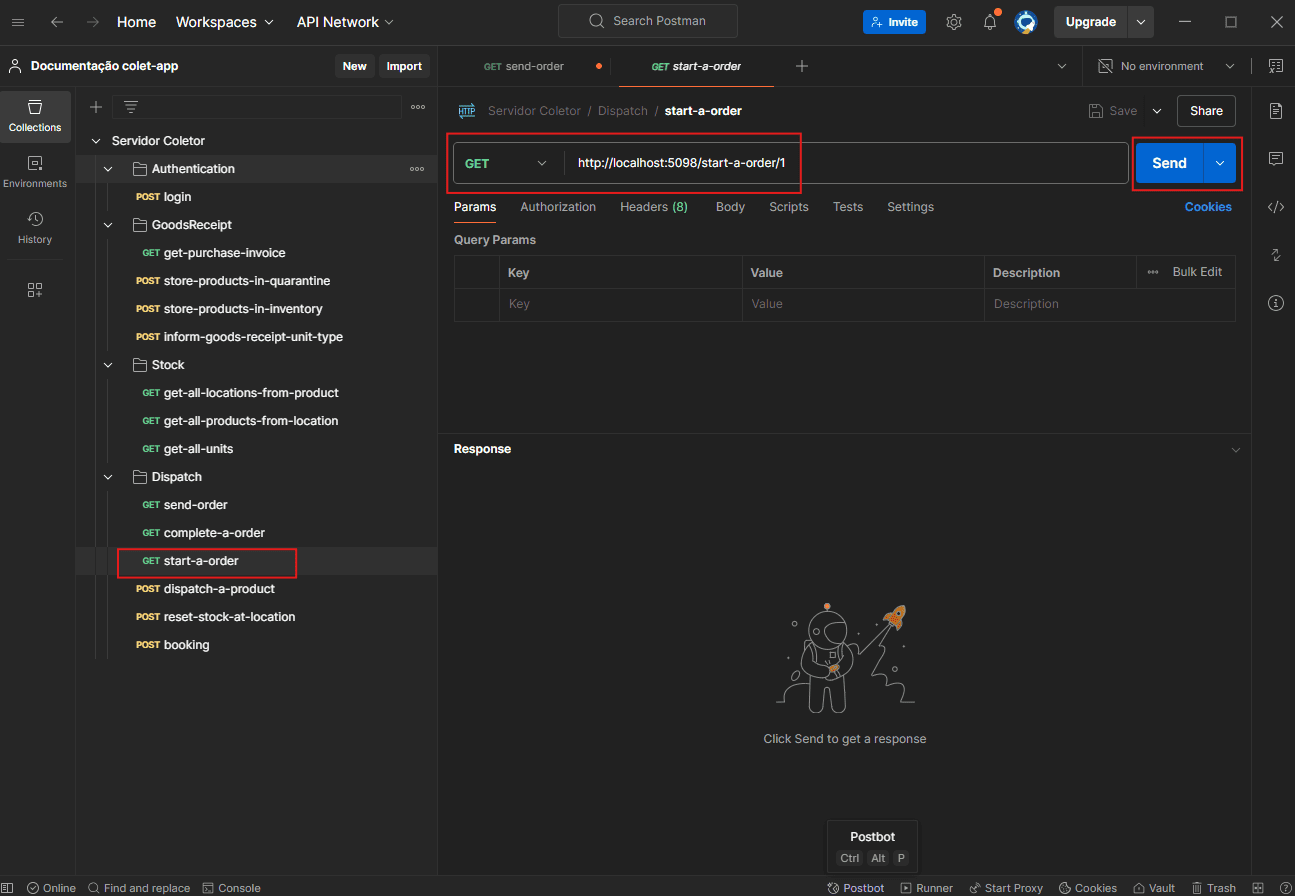 Home Workspaces API Network Search Postman Invite Upgrade
Documentação colet-app New Import
GET send-order GET start-a-order No environment
Collections
Environments
History
Servidor Coletor
Authentication
POST login
GoodsReceipt
GET get-purchase-invoice
POST store-products-in-quarantine
POST store-products-in-inventory
POST inform-goods-receipt-unit-type
Stock
GET get-all-locations-from-product
GET get-all-products-from-location
GET get-all-units
Dispatch
GET send-order
GET complete-a-order
GET start-a-order
POST dispatch-a-product
POST reset-stock-at-location
POST booking
HTTP Servidor Coletor / Dispatch / start-a-order Save Share
GET http://localhost:5098/start-a-order/1 Send
Params Authorization Headers (8) Body Scripts Tests Settings Cookies
Query Params
Key Value Description Bulk Edit
Key Value Description
Response
Click Send to get a response
Postbot
Ctrl Alt P
Online Find and replace Console Postbot Runner Start Proxy Cookies Vault Trash